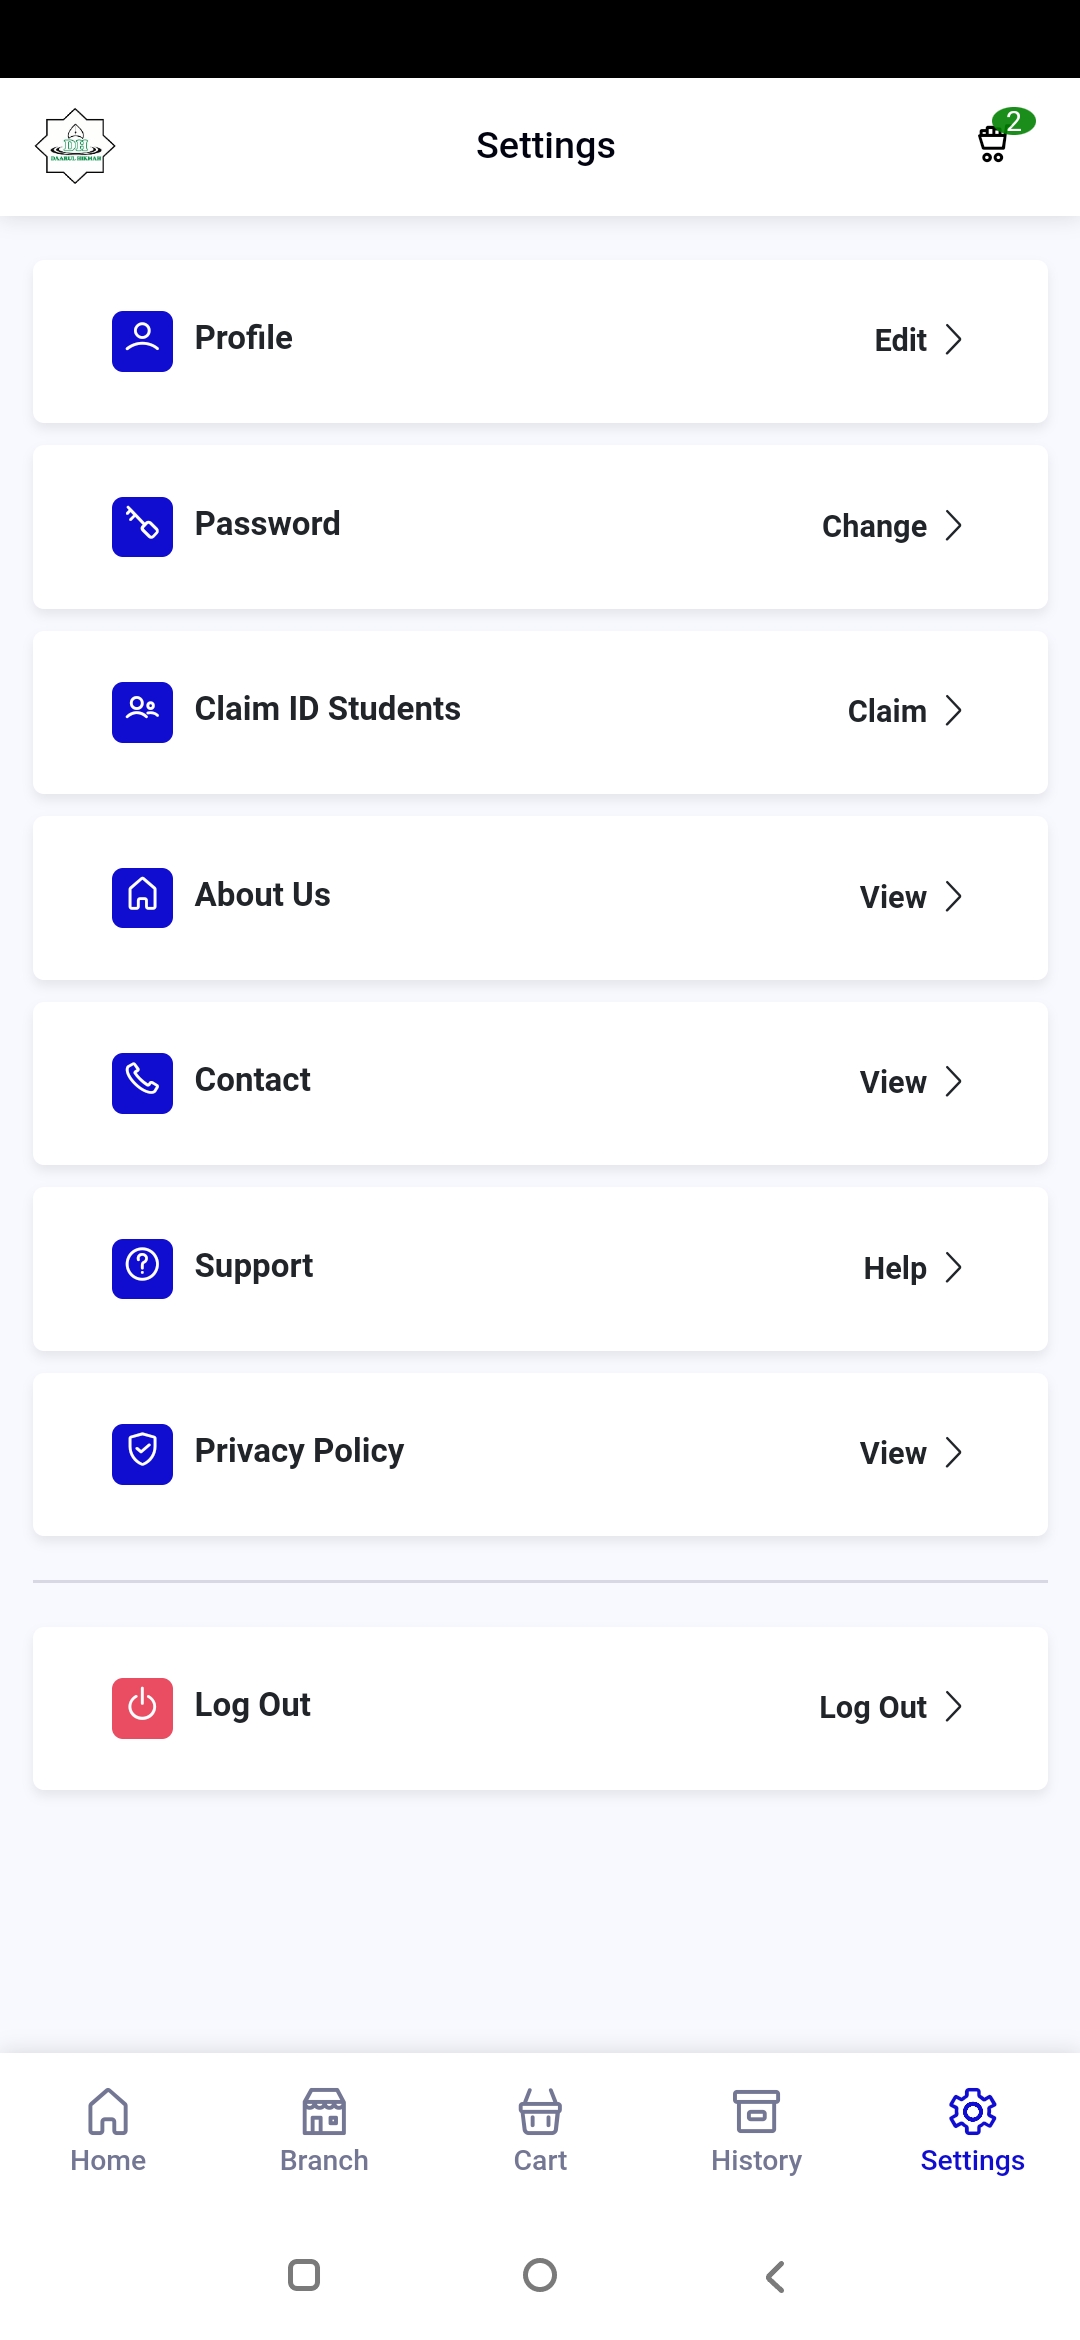 DH
DAARUL HIKMAH
Settings
2
Profile
Edit
Password
Change
Claim ID Students
Claim
About Us
View
Contact
View
Support
Help
Privacy Policy
View
Log Out
Log Out
Home
Branch
Cart
History
Settings